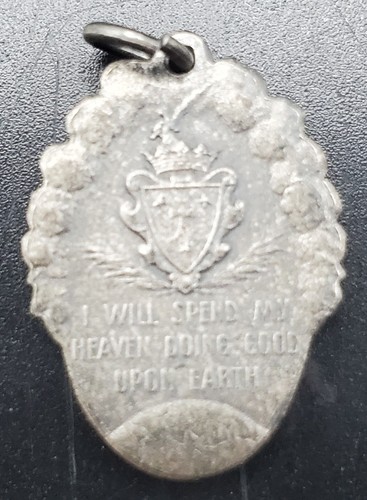 I WILL SPEND MY
HEAVEN DOING GOOD
UPON EARTH